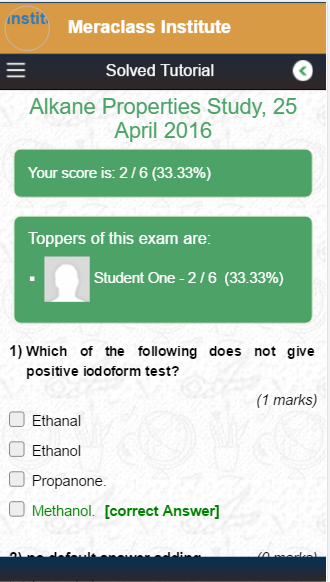 instit
Meraclass Institute
Solved Tutorial
Alkane Properties Study, 25
April 2016
Your score is: 2 / 6 (33.33%)
Toppers of this exam are:
Student One - 2 / 6 (33.33%)
1) Which of the following does not give
positive iodoform test?
(1 marks)
Ethanal
Ethanol
Propanone.
Methanol. [correct Answer]
2) no default answer adding
(0 marks)